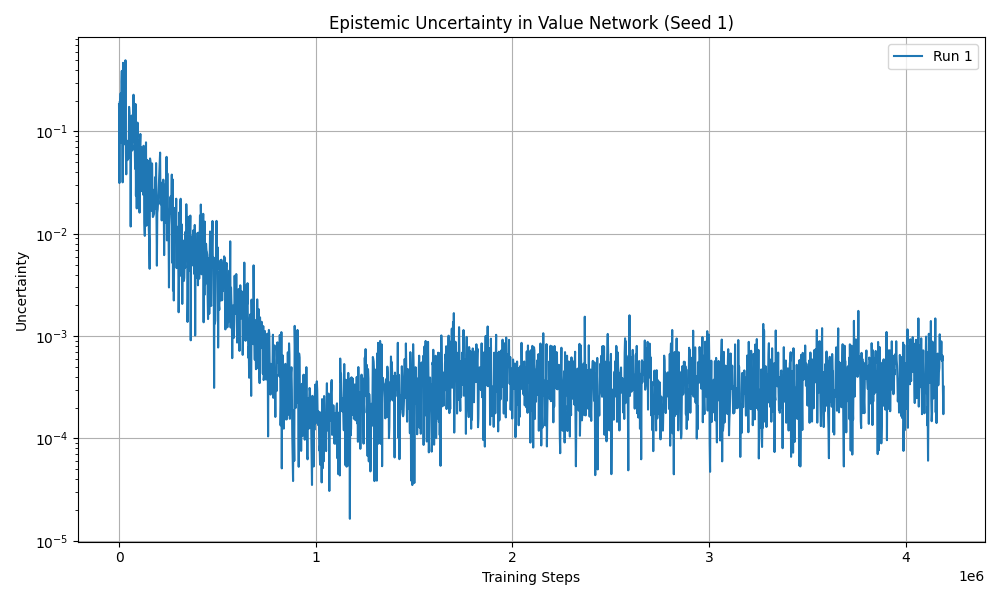 Epistemic Uncertainty in Value Network (Seed 1)
Run 1
Uncertainty
10⁻¹
10⁻²
10⁻³
10⁻⁴
10⁻⁵
0 1 2 3 4
1e6
Training Steps